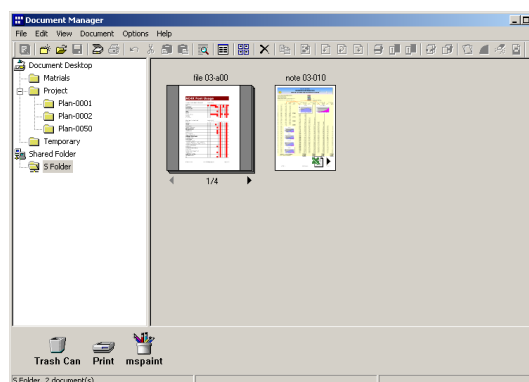 Document Manager
File Edit View Document Options Help
Document Desktop
Matrials
Project
Plan-0001
Plan-0002
Plan-0050
Temporary
Shared Folder
S Folder
file 03-a00
note 03-010
1/4
Trash Can Print mspaint
S Folder 2 document(s)